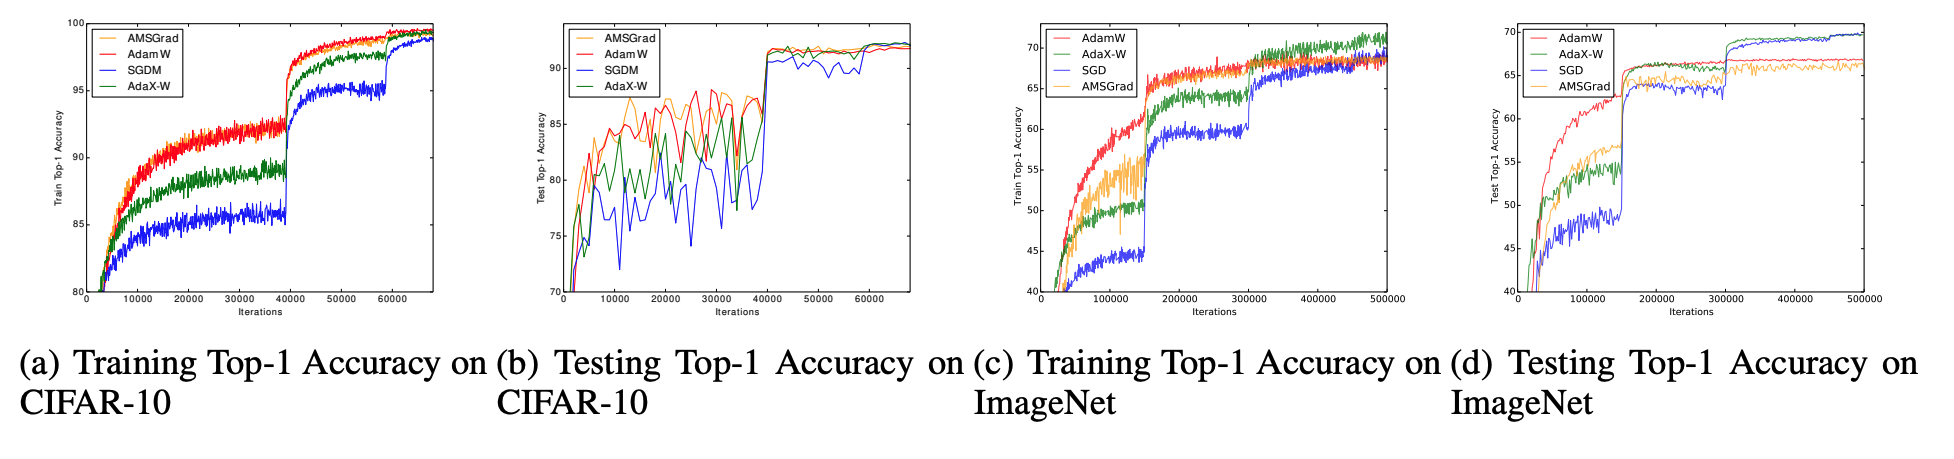 100
95
90
85
80
Train Top-1 Accuracy
AMSGrad
AdamW
SGDM
AdaX-W
0 10000 20000 30000 40000 50000 60000
Iterations
90
85
80
75
70
Test Top-1 Accuracy
AMSGrad
AdamW
SGDM
AdaX-W
0 10000 20000 30000 40000 50000 60000
Iterations
70
65
60
55
50
45
40
Train Top-1 Accuracy
AdamW
AdaX-W
SGD
AMSGrad
0 100000 200000 300000 400000 500000
Iterations
70
65
60
55
50
45
40
Test Top-1 Accuracy
AdamW
AdaX-W
SGD
AMSGrad
0 100000 200000 300000 400000 500000
Iterations
(a) Training Top-1 Accuracy on
CIFAR-10
(b) Testing Top-1 Accuracy on
CIFAR-10
(c) Training Top-1 Accuracy on
ImageNet
(d) Testing Top-1 Accuracy on
ImageNet